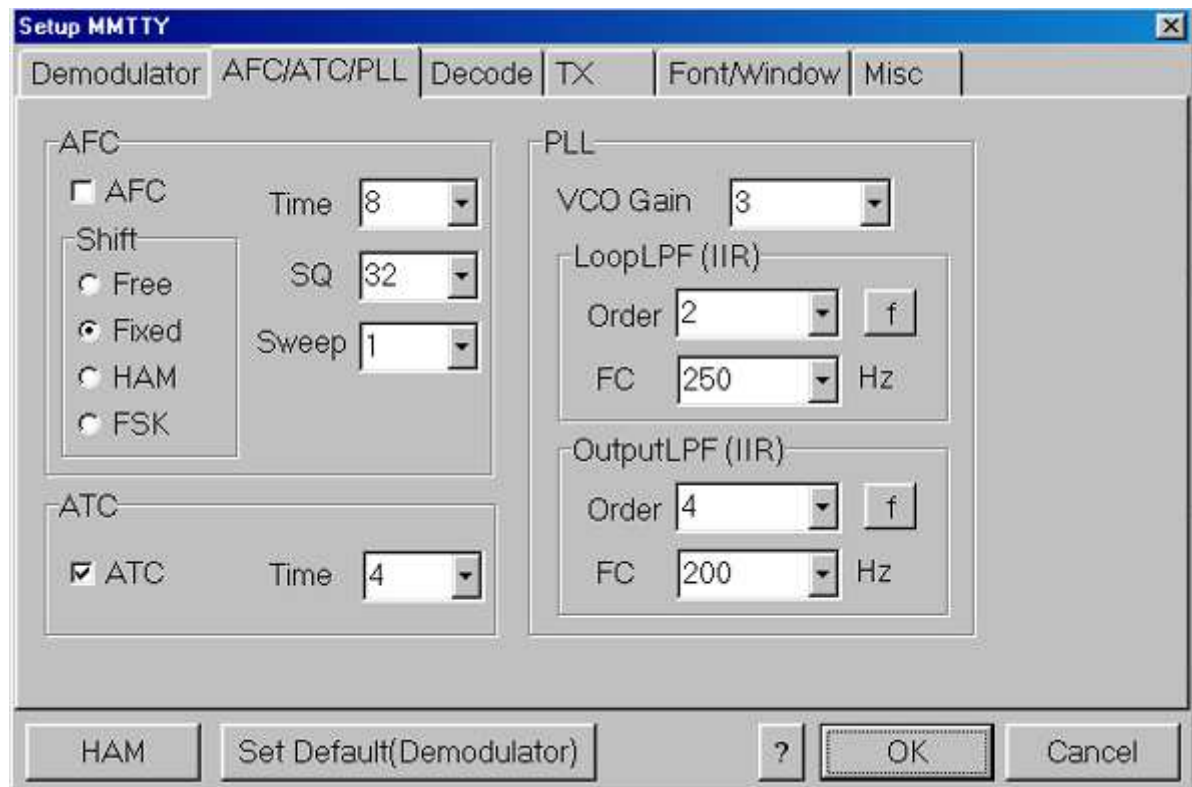 Setup MMTTY
Demodulator AFC/ATC/PLL Decode TX Font/Window Misc
AFC
AFC
Time 8
Shift
Free
Fixed
HAM
FSK
SQ 32
Sweep 1
ATC
ATC
Time 4
PLL
VCO Gain 3
LoopLPF (IIR)
Order 2 f
FC 250 Hz
OutputLPF (IIR)
Order 4 f
FC 200 Hz
HAM Set Default(Demodulator) ? OK Cancel